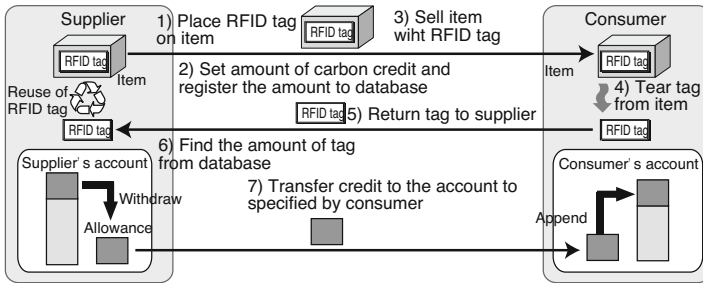 Supplier
1) Place RFID tag
on item
RFID tag
3) Sell item
wiht RFID tag
Consumer
RFID tag
Item
2) Set amount of carbon credit and
register the amount to database
Item
RFID tag
Reuse of
RFID tag
4) Tear tag
from item
RFID tag
RFID tag
5) Return tag to supplier
RFID tag
6) Find the amount of tag
from database
Supplier's account
Withdraw
Allowance
7) Transfer credit to the account to
specified by consumer
Consumer's account
Append